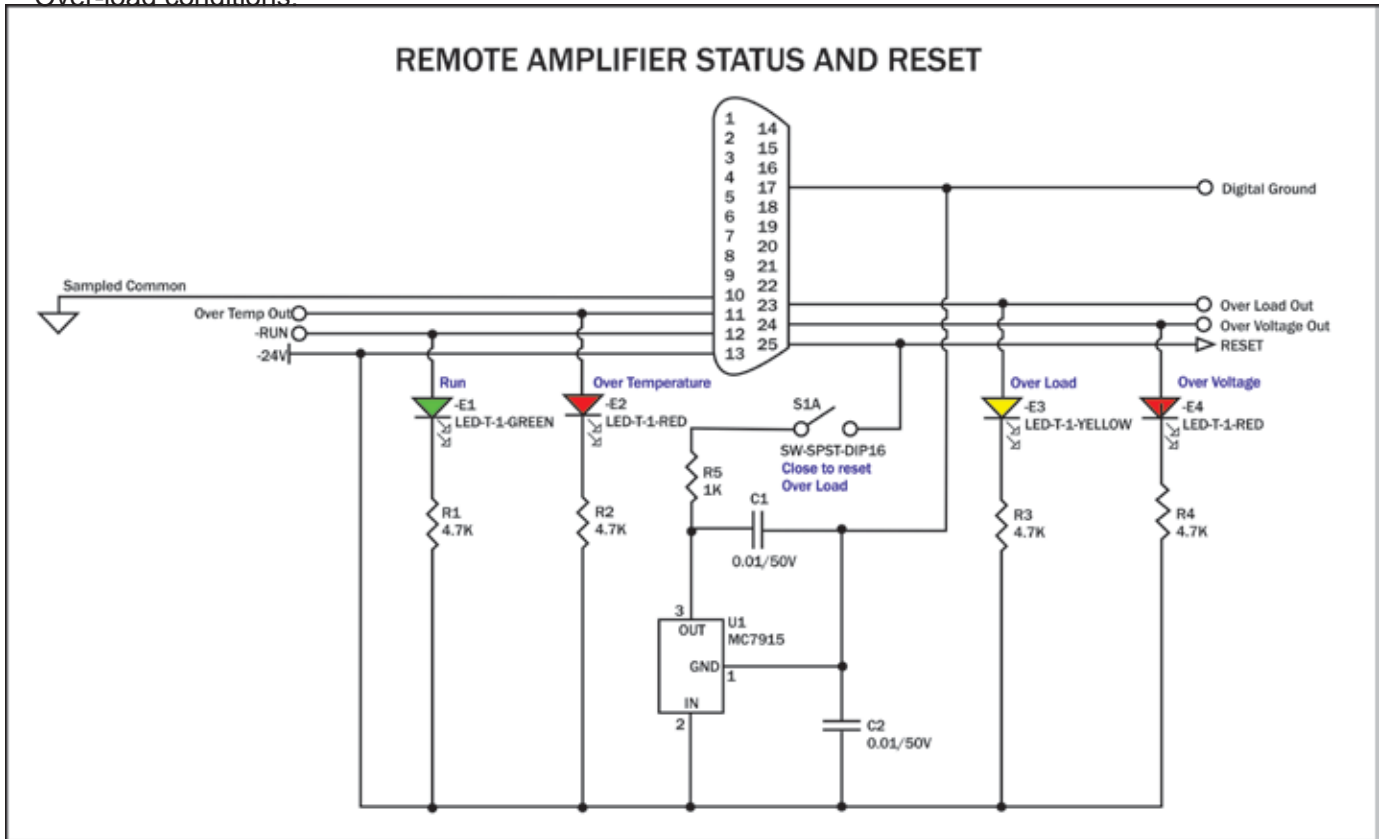 Over-load conditions.
REMOTE AMPLIFIER STATUS AND RESET
1
2
3
4
5
6
7
8
9
10
11
12
13
14
15
16
17
18
19
20
21
22
23
24
25
Digital Ground
Sampled Common
Over Temp Out
-RUN
-24V
Over Load Out
Over Voltage Out
RESET
Run
-E1
LED-T-1-GREEN
Over Temperature
-E2
LED-T-1-RED
S1A
SW-SPST-DIP16
Close to reset
Over Load
Over Load
-E3
LED-T-1-YELLOW
Over Voltage
-E4
LED-T-1-RED
R5
1K
C1
0.01/50V
R1
4.7K
R2
4.7K
R3
4.7K
R4
4.7K
3
OUT
U1
MC7915
GND
1
IN
2
C2
0.01/50V